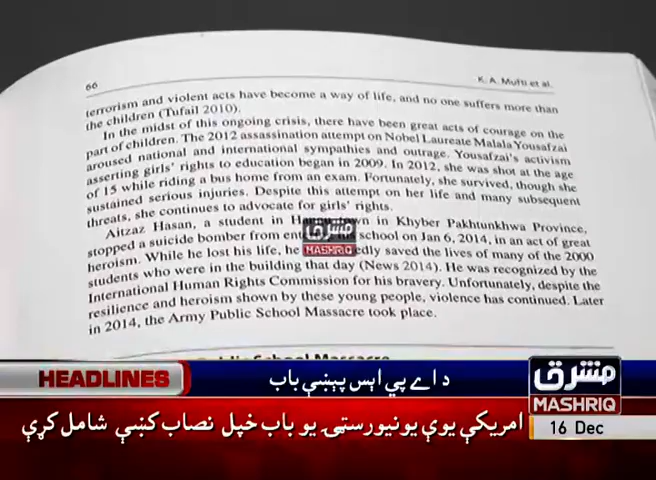 66
K. A. Mufti et al.
terrorism and violent acts have become a way of life, and no one suffers more than
the children (Tufail 2010).
In the midst of this ongoing crisis, there have been great acts of courage on the
part of children. The 2012 assassination attempt on Nobel Laureate Malala Yousafzai
aroused national and international sympathies and outrage. Yousafzai's activism
asserting girls' rights to education began in 2009. In 2012, she was shot at the age
of 15 while riding a bus home from an exam. Fortunately, she survived, though she
sustained serious injuries. Despite this attempt on her life and many subsequent
threats, she continues to advocate for girls' rights.
Aitzaz Hasan, a student in town in Khyber Pakhtunkhwa Province,
stopped a suicide bomber from his school on Jan 6, 2014, in an act of great
heroism. While he lost his life, he saved the lives of many of the 2000
students who were in the building that day (News 2014). He was recognized by the
International Human Rights Commission for his bravery. Unfortunately, despite the
resilience and heroism shown by these young people, violence has continued. Later
in 2014, the Army Public School Massacre took place.
School Massacre
مشرق
MASHRIQ
HEADLINES
د اے پي اېس پېښې باب
مشرق
MASHRIQ
امریکې یوې یونیورسټۍ یو باب خپل نصاب کښې شامل کړې
16 Dec